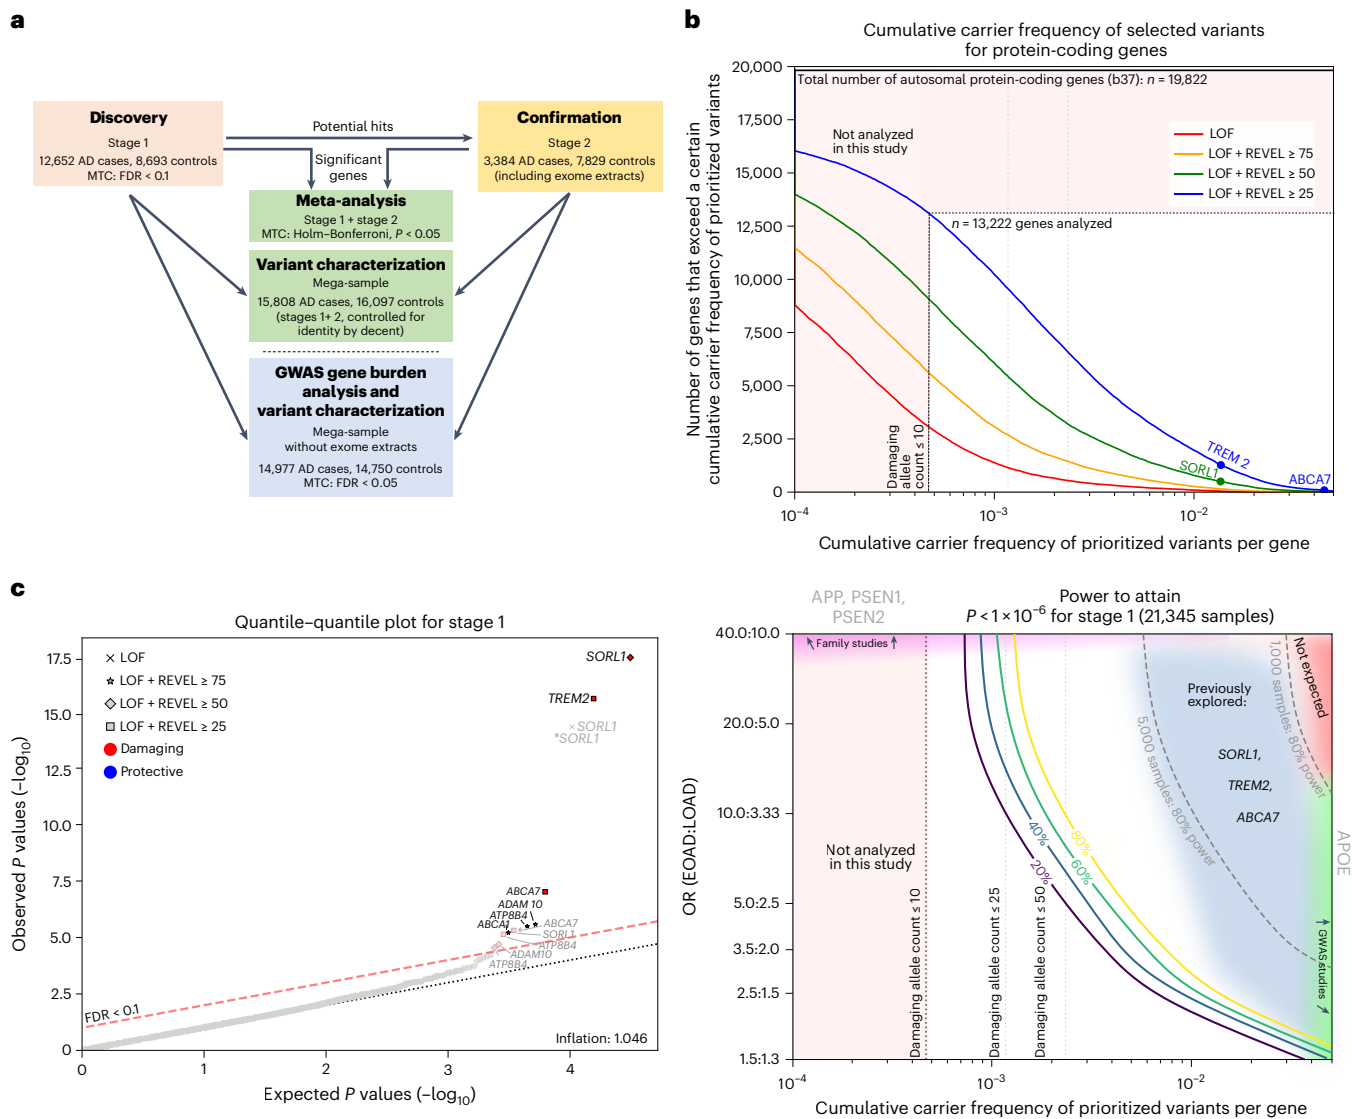 a
Discovery
Stage 1
12,652 AD cases, 8,693 controls
MTC: FDR < 0.1
Potential hits
Significant
genes
Confirmation
Stage 2
3,384 AD cases, 7,829 controls
(including exome extracts)
Meta-analysis
Stage 1 + stage 2
MTC: Holm–Bonferroni, P < 0.05
Variant characterization
Mega-sample
15,808 AD cases, 16,097 controls
(stages 1+ 2, controlled for
identity by decent)
GWAS gene burden
analysis and
variant characterization
Mega-sample
without exome extracts
14,977 AD cases, 14,750 controls
MTC: FDR < 0.05
b
Cumulative carrier frequency of selected variants
for protein-coding genes
Number of genes that exceed a certain
cumulative carrier frequency of prioritized variants
20,000
17,500
15,000
12,500
10,000
7,500
5,000
2,500
0
Total number of autosomal protein-coding genes (b37): n = 19,822
Not analyzed
in this study
LOF
LOF + REVEL ≥ 75
LOF + REVEL ≥ 50
LOF + REVEL ≥ 25
n = 13,222 genes analyzed
Damaging
allele
count ≤ 10
TREM 2
SORL1
ABCA7
10⁻⁴
10⁻³
10⁻²
Cumulative carrier frequency of prioritized variants per gene
c
Quantile–quantile plot for stage 1
Observed P values (−log₁₀)
17.5
15.0
12.5
10.0
7.5
5.0
2.5
0
LOF
LOF + REVEL ≥ 75
LOF + REVEL ≥ 50
LOF + REVEL ≥ 25
Damaging
Protective
SORL1
TREM2
SORL1
SORL1
ABCA7
ADAM 10
ATP8B4
ABCA1
ABCA7
SORL1
ATP8B4
ADAM10
ATP8B4
FDR < 0.1
Inflation: 1.046
0
1
2
3
4
Expected P values (−log₁₀)
APP, PSEN1,
PSEN2
Power to attain
P < 1 × 10⁻⁶ for stage 1 (21,345 samples)
OR (EOAD:LOAD)
40.0:10.0
20.0:5.0
10.0:3.33
5.0:2.5
3.5:2.0
2.5:1.5
1.5:1.3
Family studies
Not analyzed
in this study
Damaging allele count ≤ 10
Damaging allele count ≤ 25
Damaging allele count ≤ 50
20%
40%
60%
80%
5,000 samples: 80% power
1,000 samples: 80% power
Previously
explored:
SORL1,
TREM2,
ABCA7
Not expected
GWAS studies
APOE
10⁻⁴
10⁻³
10⁻²
Cumulative carrier frequency of prioritized variants per gene